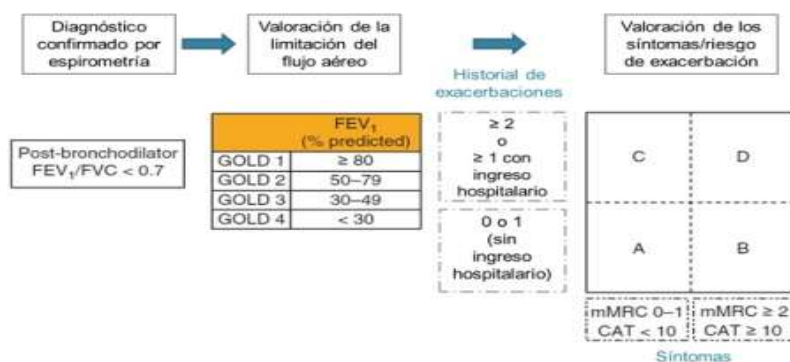 Diagnóstico
confirmado por
espirometría
Valoración de la
limitación del
flujo aéreo
Valoración de los
síntomas/riesgo
de exacerbación
Historial de
exacerbaciones
Post-bronchodilator
FEV₁/FVC < 0.7
FEV₁
(% predicted)
GOLD 1 ≥ 80
GOLD 2 50–79
GOLD 3 30–49
GOLD 4 < 30
≥ 2
o
≥ 1 con
ingreso
hospitalario
0 o 1
(sin
ingreso
hospitalario)
C D
A B
mMRC 0–1 mMRC ≥ 2
CAT < 10 CAT ≥ 10
Síntomas